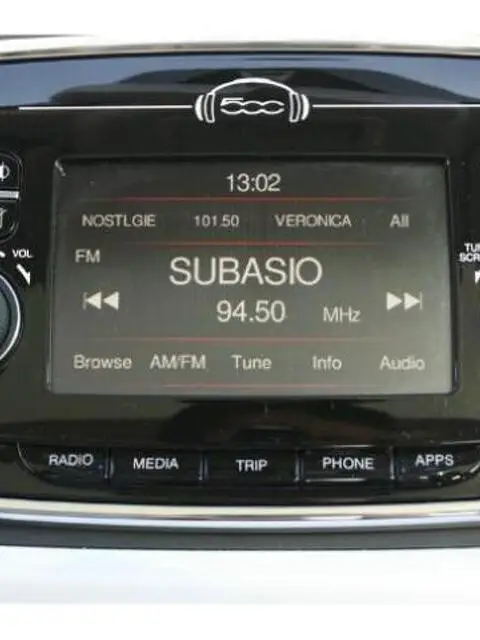 500
13:02
NOSTLGIE 101.50 VERONICA All
FM
SUBASIO
94.50 MHz
Browse AM/FM Tune Info Audio
VOL
RADIO MEDIA TRIP PHONE APPS